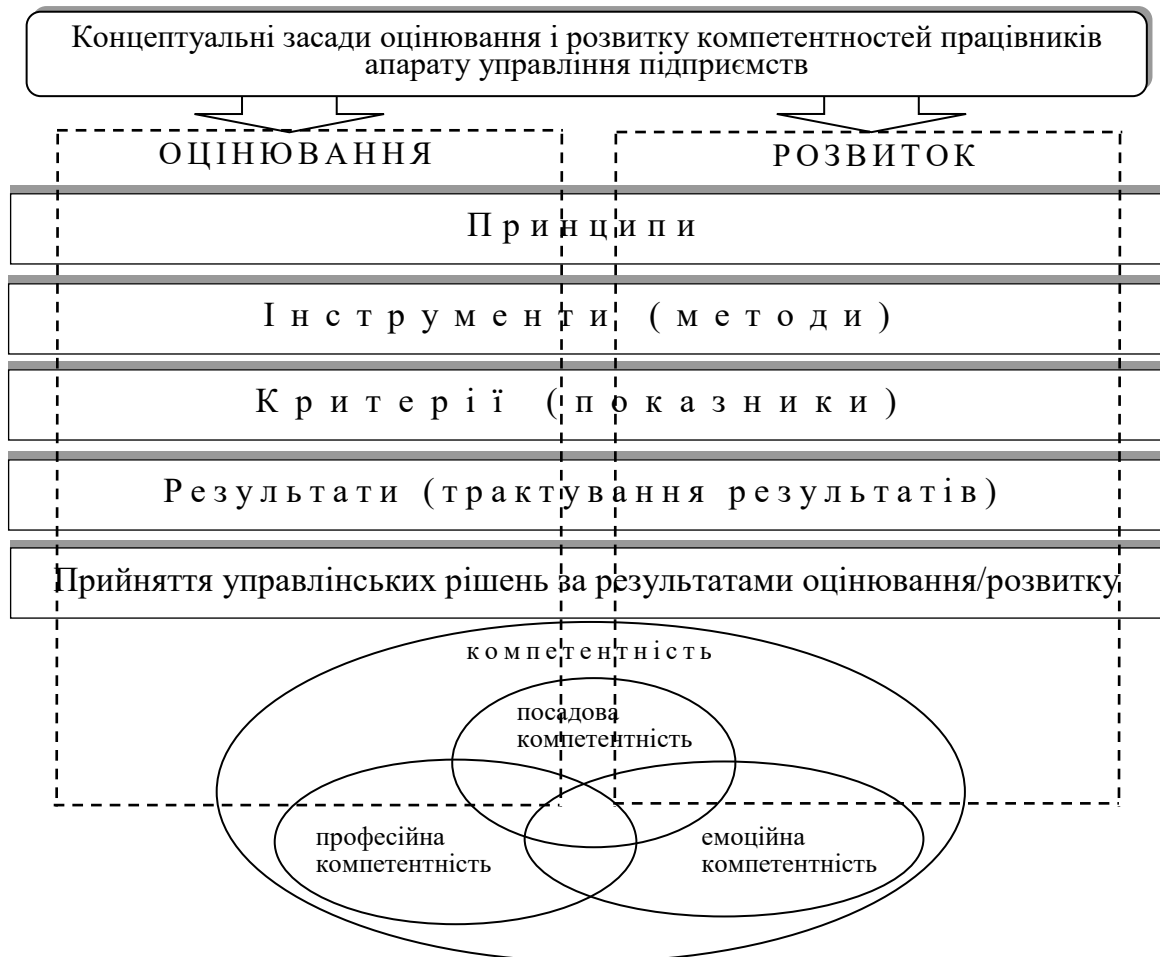 Концептуальні засади оцінювання і розвитку компетентностей працівників
апарату управління підприємств
ОЦІНЮВАННЯ
РОЗВИТОК
Принципи
Інструменти (методи)
Критерії (показники)
Результати (трактування результатів)
Прийняття управлінських рішень за результатами оцінювання/розвитку
компетентність
посадова
компетентність
професійна
компетентність
емоційна
компетентність